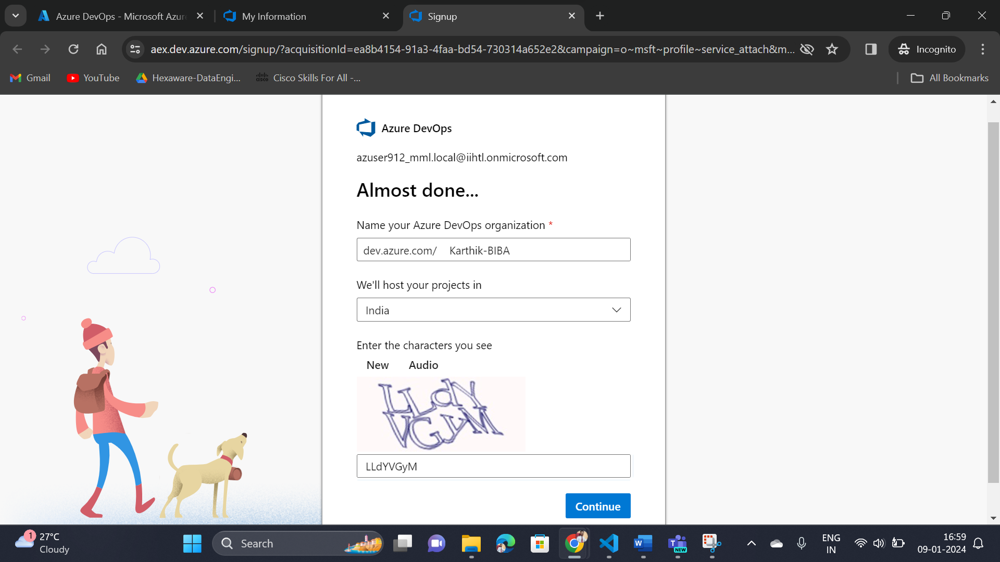 Azure DevOps - Microsoft Azur
My Information
Signup
aex.dev.azure.com/signup/?acquisitionId=ea8b4154-91a3-4faa-bd54-730314a652e2&campaign=o~msft~profile~service_attach&m...
Incognito
Gmail
YouTube
Hexaware-DataEngi...
Cisco Skills For All -...
All Bookmarks
Azure DevOps
azuser912_mml.local@iihtl.onmicrosoft.com
Almost done...
Name your Azure DevOps organization *
dev.azure.com/ Karthik-BIBA
We'll host your projects in
India
Enter the characters you see
New Audio
LLdY
VGyM
LLdYVGyM
Continue
1
27°C
Cloudy
Search
NEW
ENG
IN
16:59
09-01-2024